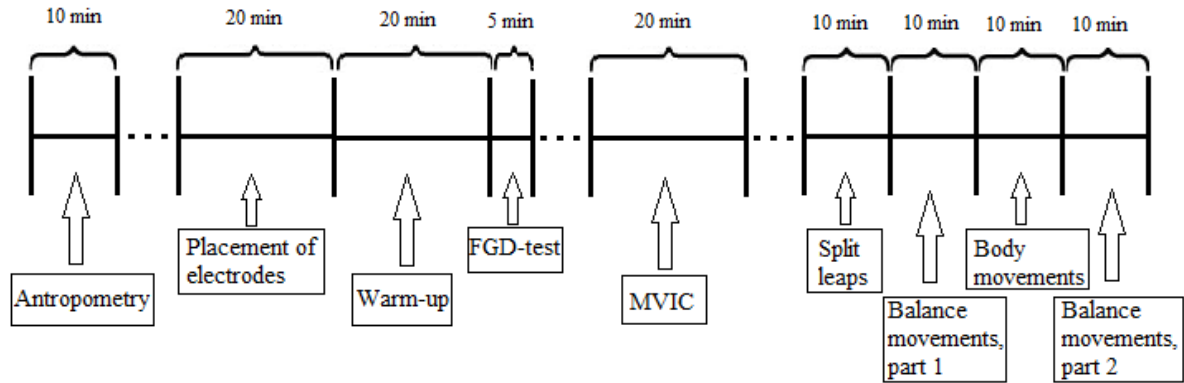 10 min
20 min
20 min
5 min
20 min
10 min
10 min
10 min
10 min
Antropometry
Placement of
electrodes
Warm-up
FGD-test
MVIC
Split
leaps
Balance
movements,
part 1
Body
movements
Balance
movements,
part 2